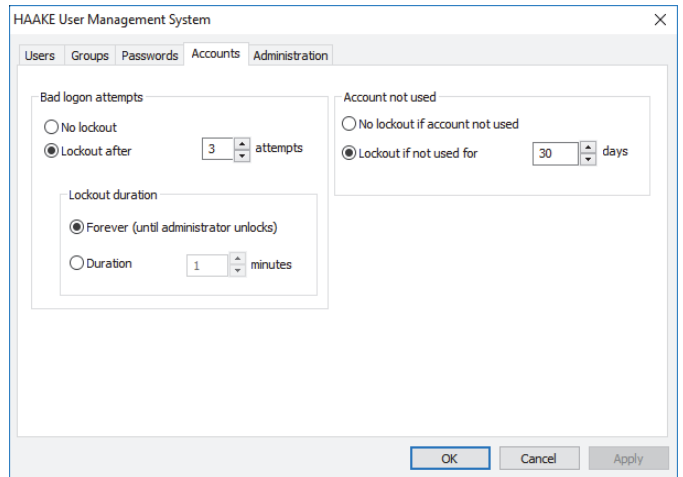 HAAKE User Management System
Users Groups Passwords Accounts Administration
Bad logon attempts
No lockout
Lockout after 3 attempts
Lockout duration
Forever (until administrator unlocks)
Duration 1 minutes
Account not used
No lockout if account not used
Lockout if not used for 30 days
OK Cancel Apply